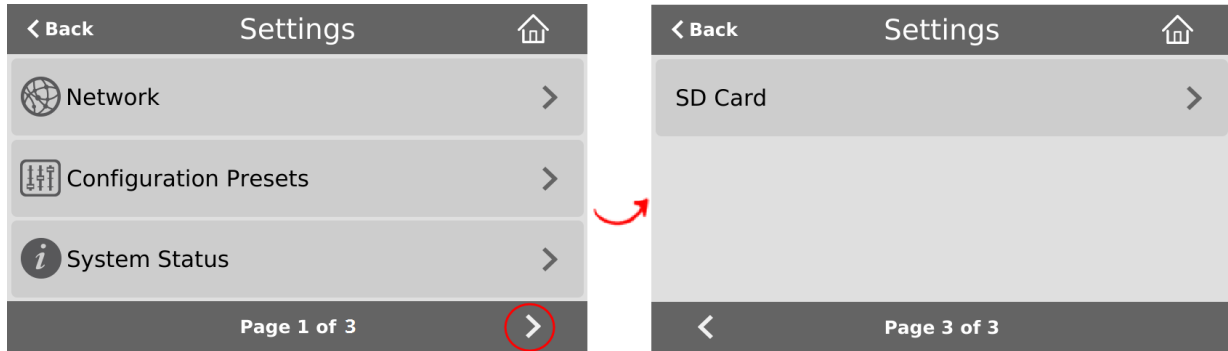 Back Settings
Network
Configuration Presets
i System Status
Page 1 of 3
Back Settings
SD Card
Page 3 of 3